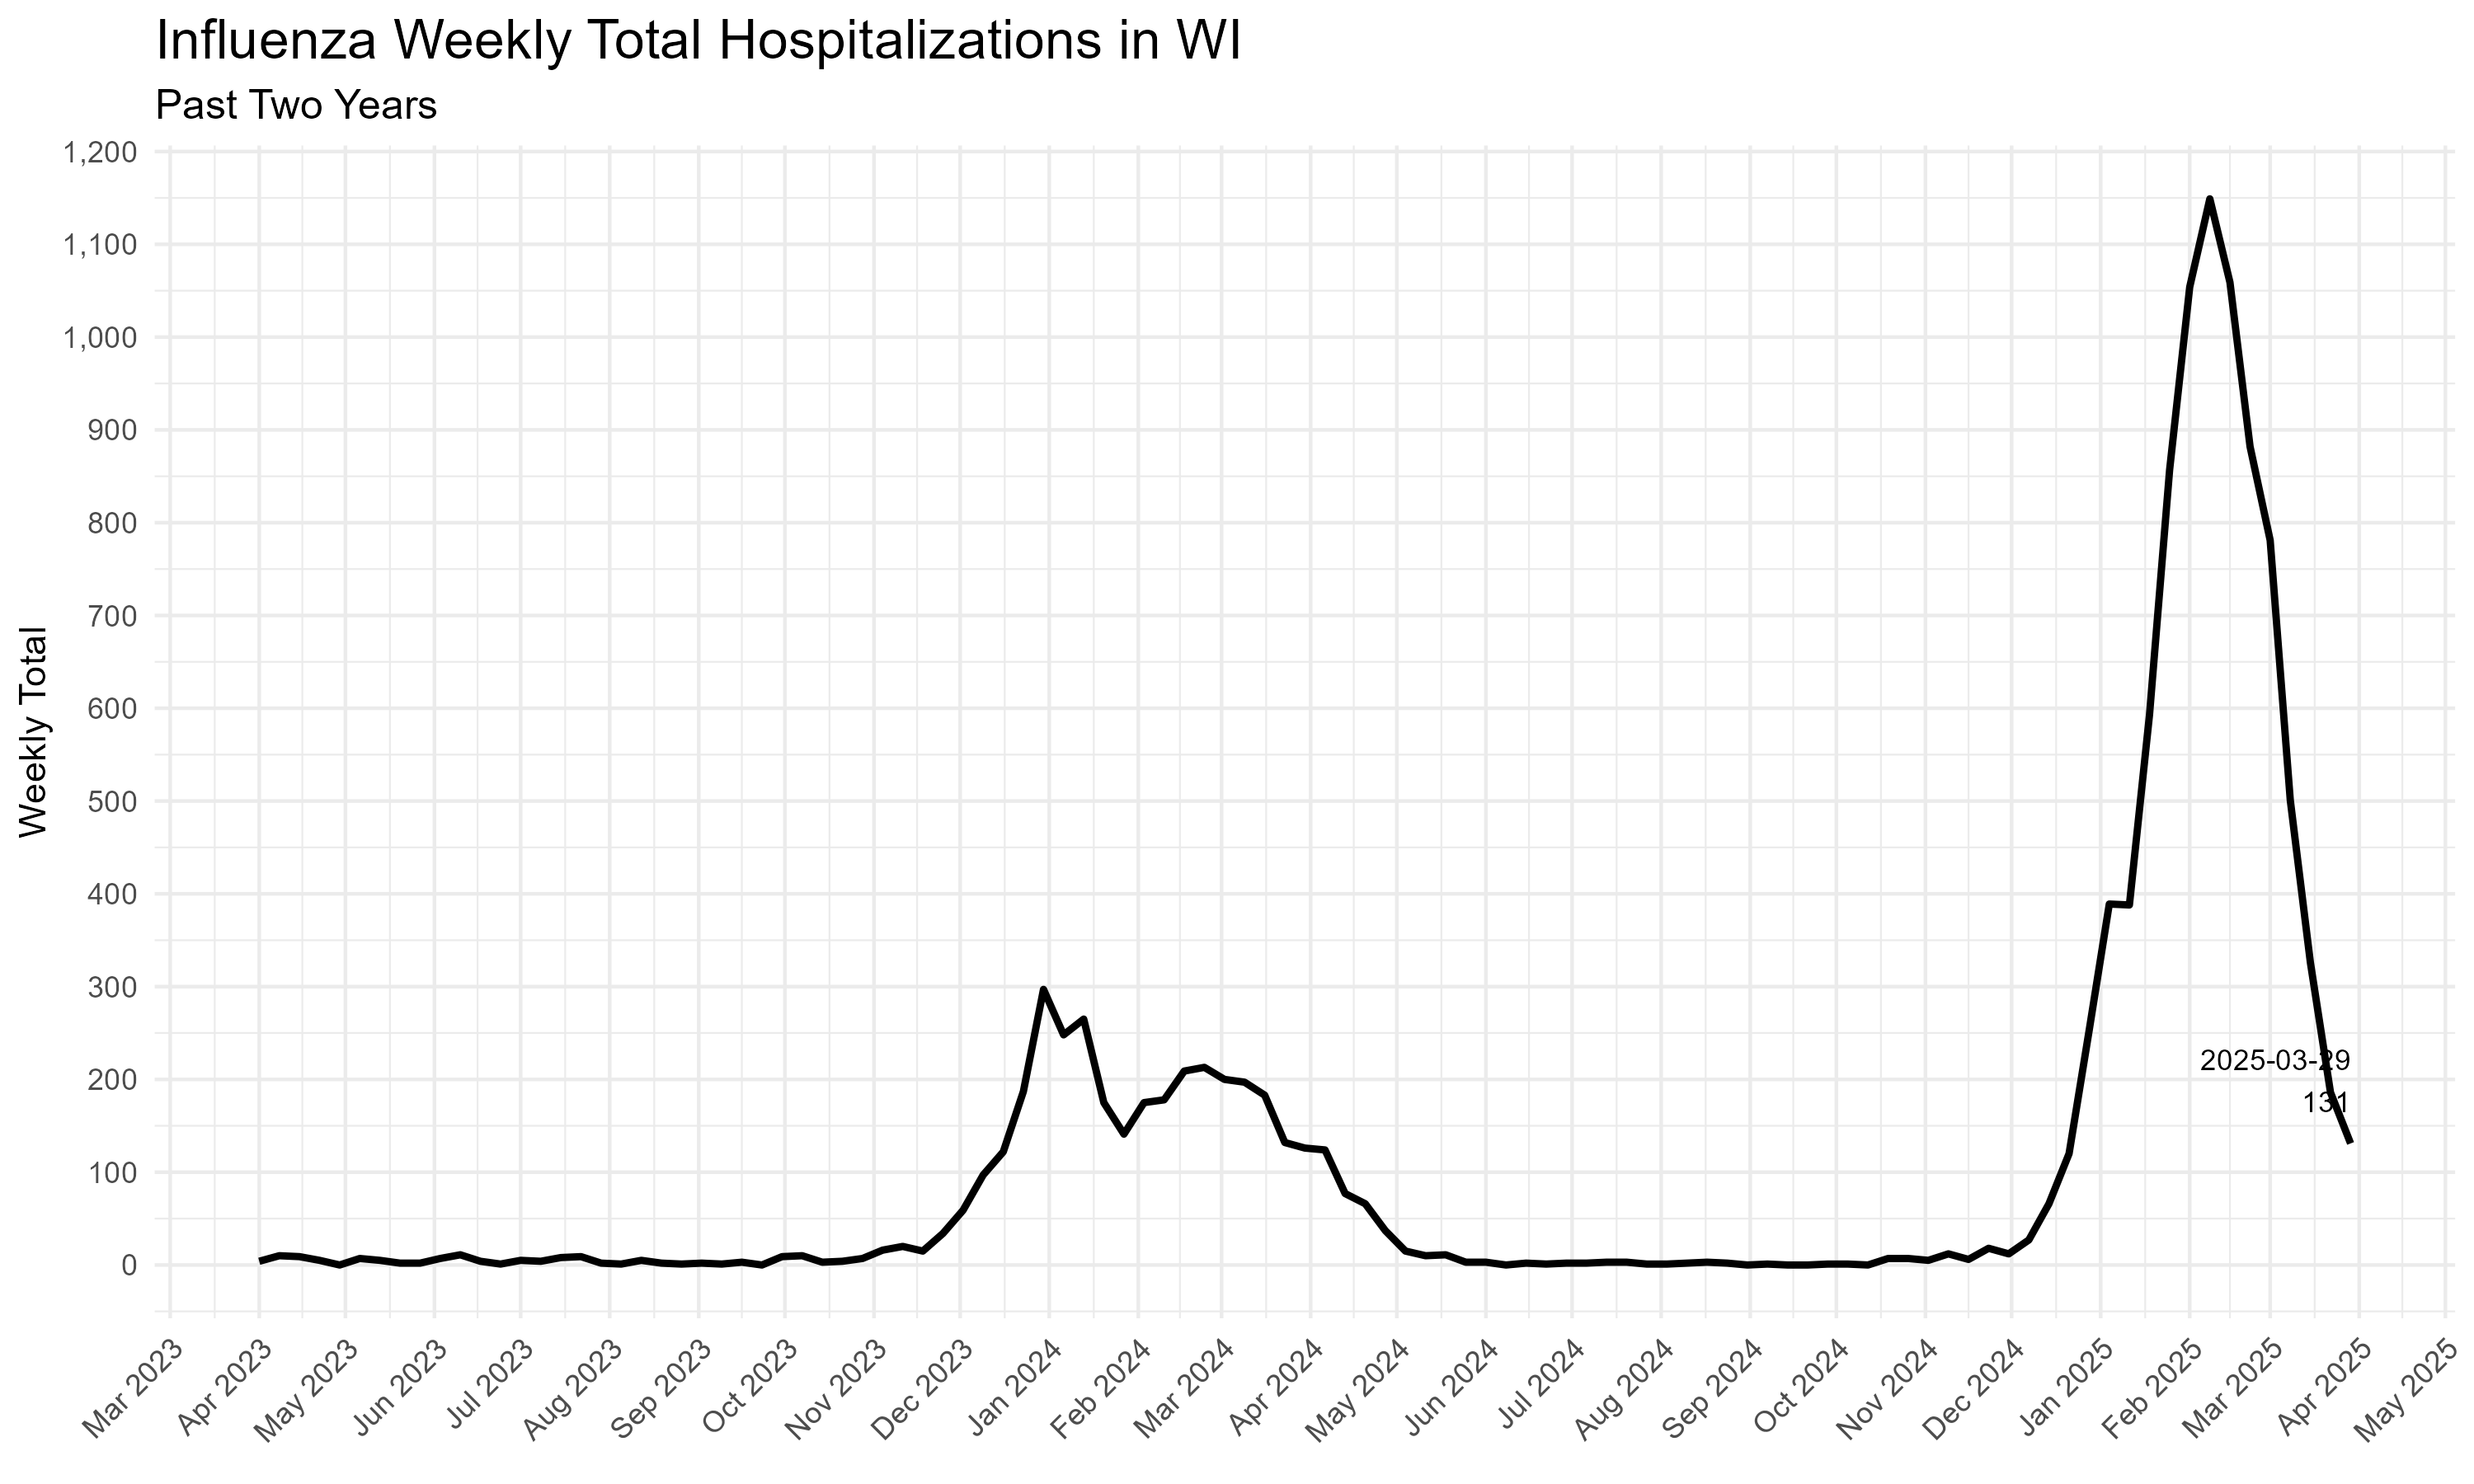 Influenza Weekly Total Hospitalizations in WI
Past Two Years
1,200
1,100
1,000
900
800
700
600
500
400
300
200
100
0
Weekly Total
2025-03-29
131
Mar 2023
Apr 2023
May 2023
Jun 2023
Jul 2023
Aug 2023
Sep 2023
Oct 2023
Nov 2023
Dec 2023
Jan 2024
Feb 2024
Mar 2024
Apr 2024
May 2024
Jun 2024
Jul 2024
Aug 2024
Sep 2024
Oct 2024
Nov 2024
Dec 2024
Jan 2025
Feb 2025
Mar 2025
Apr 2025
May 2025